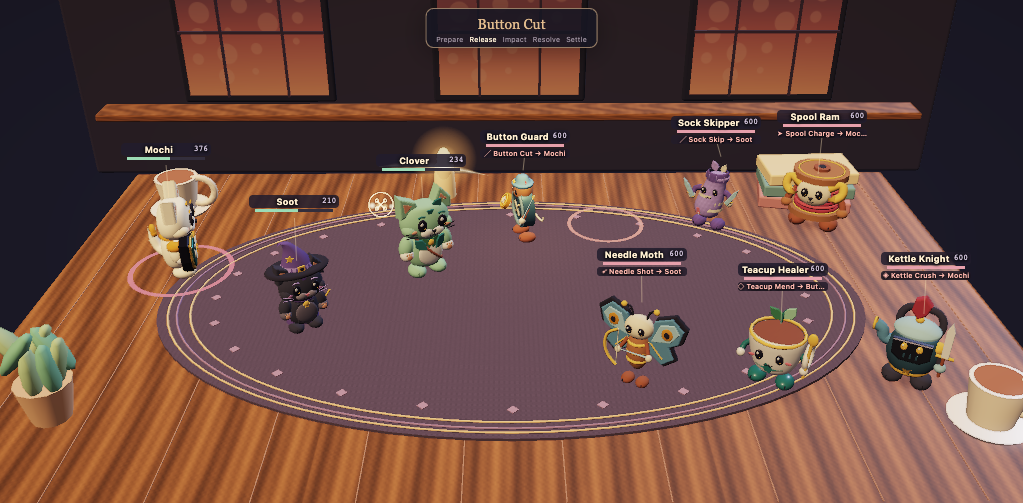 Button Cut
Prepare Release Impact Resolve Settle
Mochi 376
Soot 210
Clover 234
Button Guard 600
Button Cut → Mochi
Sock Skipper 600
Sock Skip → Soot
Spool Ram 600
Spool Charge → Moc...
Needle Moth 600
Needle Shot → Soot
Teacup Healer 600
Teacup Mend → But...
Kettle Knight 600
Kettle Crush → Mochi